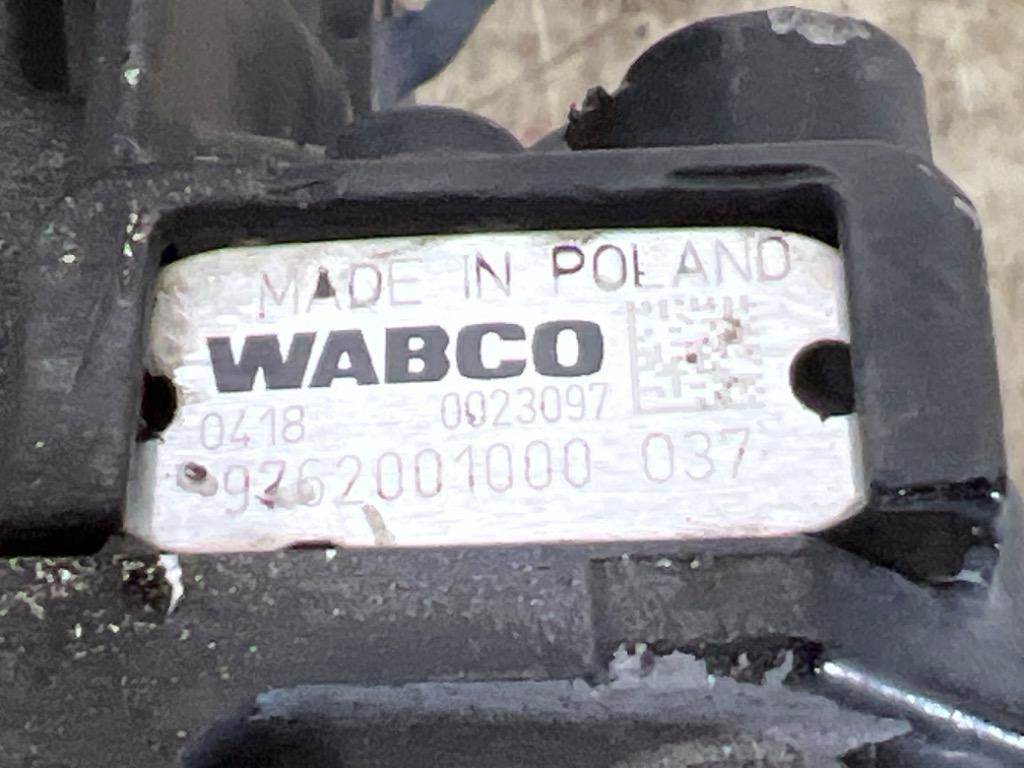 MADE IN POLAND
WABCO
0418 0023097
9762001000 037